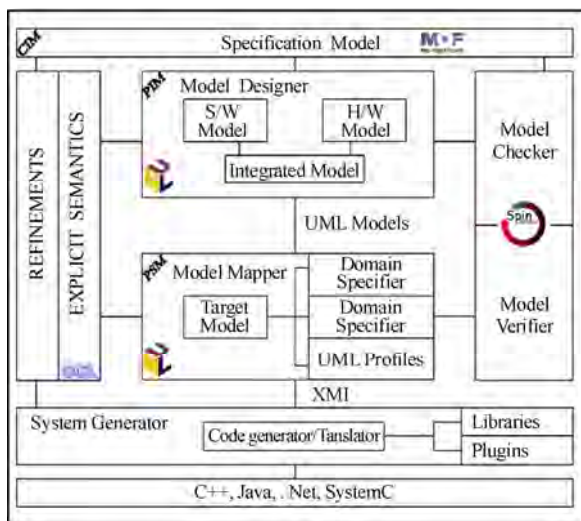 CIM
Specification Model
M·F
REFINEMENTS
EXPLICIT SEMANTICS
PIM
Model Designer
S/W
Model
H/W
Model
Integrated Model
Model
Checker
Spin
Model
Verifier
UML Models
PSM
Model Mapper
Target
Model
Domain
Specifier
Domain
Specifier
UML Profiles
XMI
System Generator
Code generator/Tanslator
Libraries
Plugins
C++, Java, . Net, SystemC